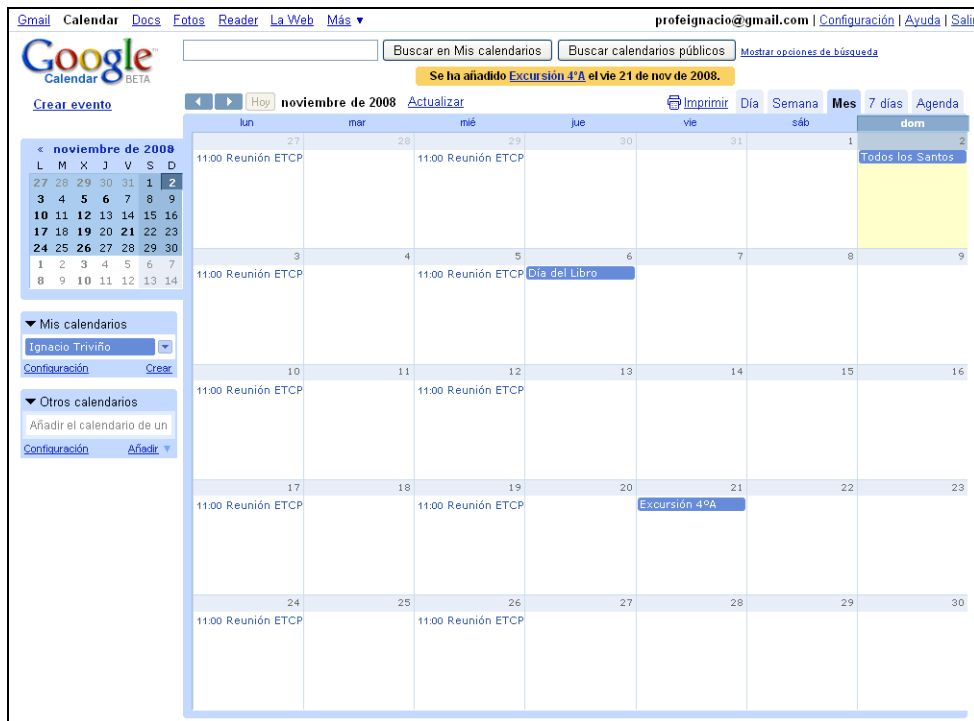 Gmail Calendar Docs Fotos Reader La Web Más ▼ profeignacio@gmail.com | Configuración | Ayuda | Salir
Google
Calendar BETA
Buscar en Mis calendarios Buscar calendarios públicos Mostrar opciones de búsqueda
Se ha añadido Excursión 4ºA el vie 21 de nov de 2008.
Crear evento
Hoy noviembre de 2008 Actualizar Imprimir Día Semana Mes 7 días Agenda
« noviembre de 2008
L M X J V S D
27 28 29 30 31 1 2
3 4 5 6 7 8 9
10 11 12 13 14 15 16
17 18 19 20 21 22 23
24 25 26 27 28 29 30
1 2 3 4 5 6 7
8 9 10 11 12 13 14
▼ Mis calendarios
Ignacio Triviño
Configuración Crear
▼ Otros calendarios
Añadir el calendario de un
Configuración Añadir ▼
lun mar mié jue vie sáb dom
27 28 29 30 31 1 2
11:00 Reunión ETCP 11:00 Reunión ETCP Todos los Santos
3 4 5 6 7 8 9
11:00 Reunión ETCP 11:00 Reunión ETCP Día del Libro
10 11 12 13 14 15 16
11:00 Reunión ETCP 11:00 Reunión ETCP
17 18 19 20 21 22 23
11:00 Reunión ETCP 11:00 Reunión ETCP Excursión 4ºA
24 25 26 27 28 29 30
11:00 Reunión ETCP 11:00 Reunión ETCP